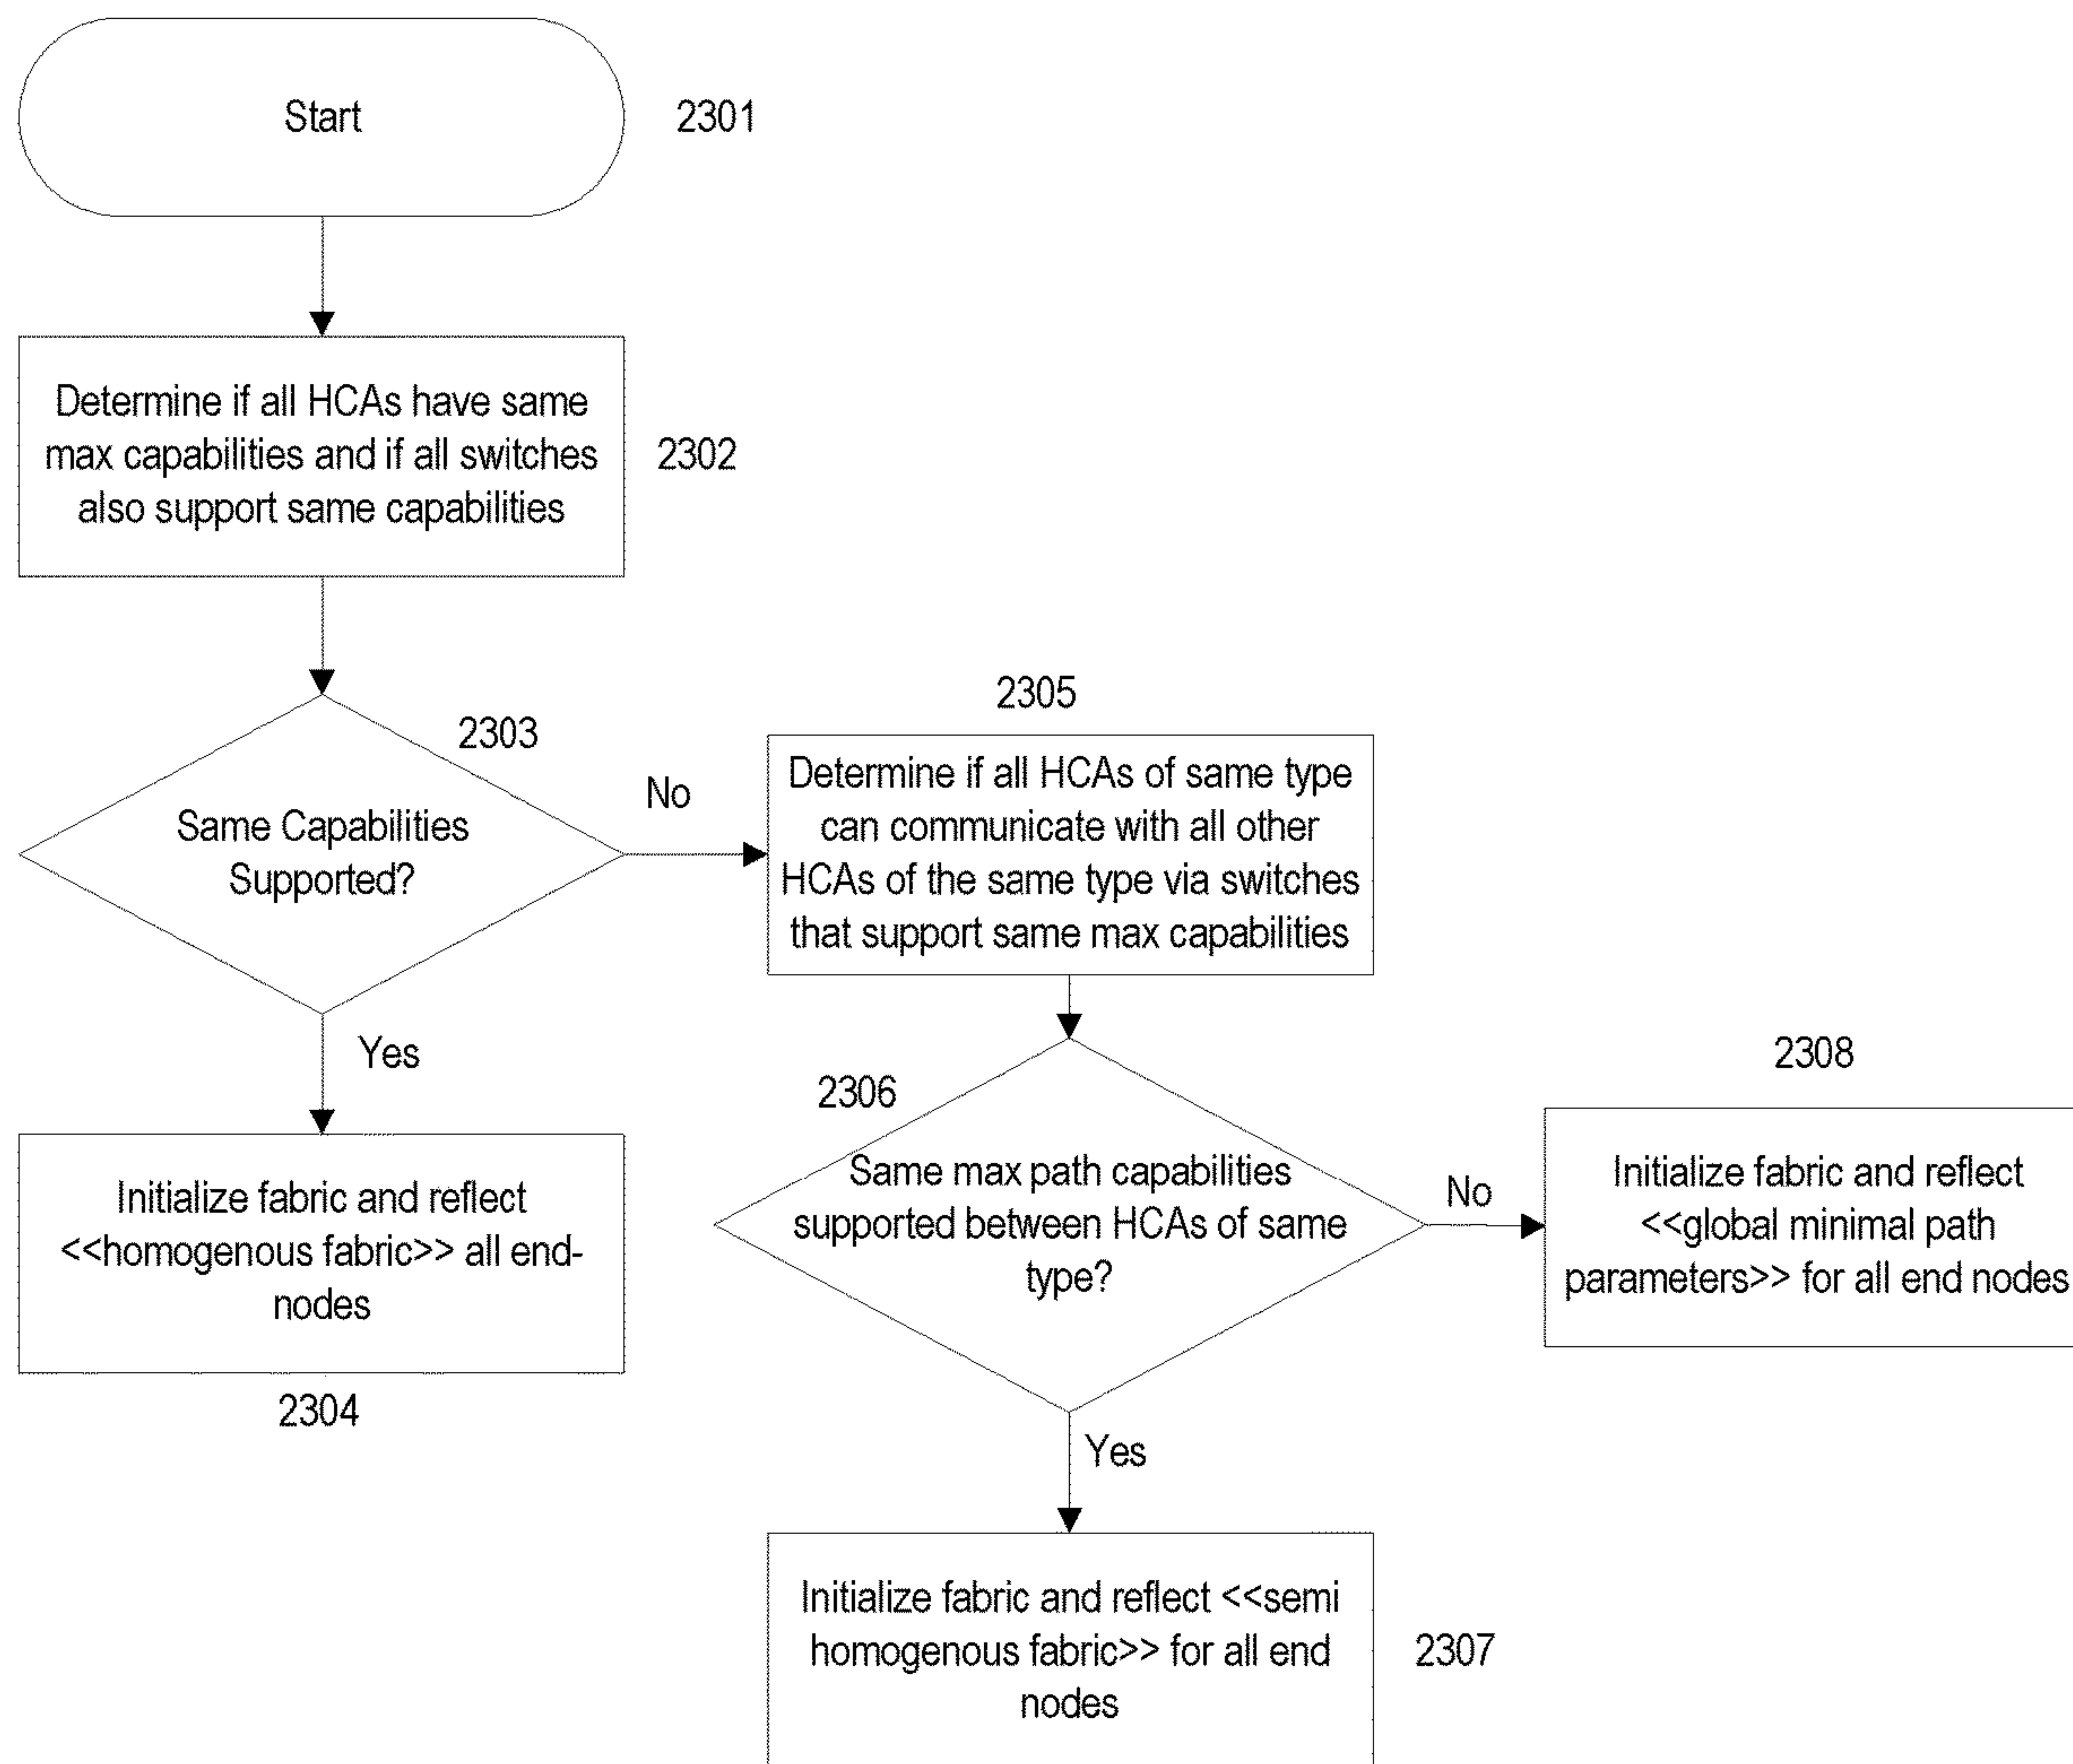 Start
2301
Determine if all HCAs have same
max capabilities and if all switches
also support same capabilities
2302
2303
Same Capabilities
Supported?
No
Yes
Initialize fabric and reflect
<<homogenous fabric>> all end-
nodes
2304
2305
Determine if all HCAs of same type
can communicate with all other
HCAs of the same type via switches
that support same max capabilities
2306
Same max path capabilities
supported between HCAs of same
type?
No
Yes
2308
Initialize fabric and reflect
<<global minimal path
parameters>> for all end nodes
Initialize fabric and reflect <<semi
homogenous fabric>> for all end
nodes
2307